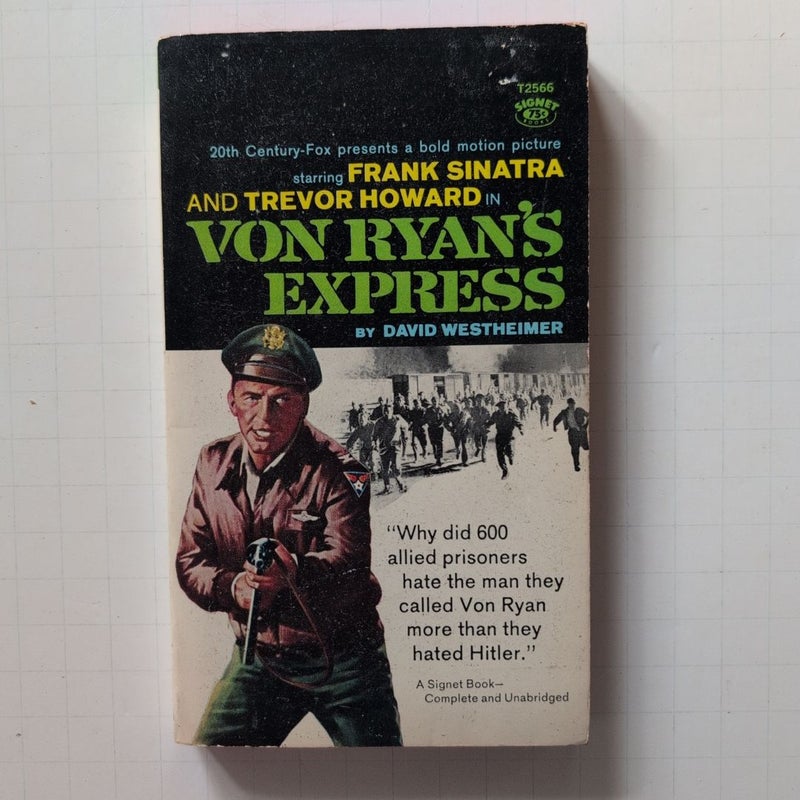 T2566
SIGNET
75¢
BOOKS
20th Century-Fox presents a bold motion picture
starring FRANK SINATRA
AND TREVOR HOWARD IN
VON RYAN'S
EXPRESS
BY DAVID WESTHEIMER
"Why did 600
allied prisoners
hate the man they
called Von Ryan
more than they
hated Hitler."
A Signet Book—
Complete and Unabridged